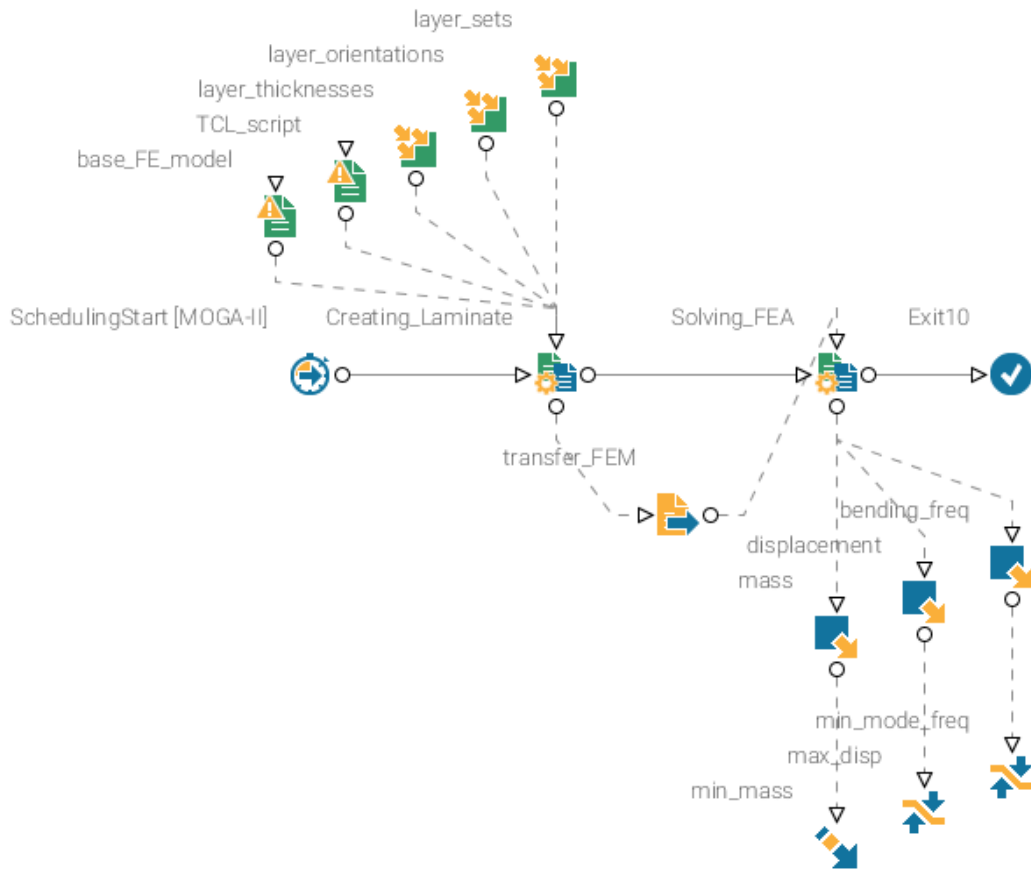 layer_sets
layer_orientations
layer_thicknesses
TCL_script
base_FE_model
SchedulingStart [MOGA-II]
Creating_Laminate
Solving_FEA
Exit10
transfer_FEM
bending_freq
displacement
mass
min_mode_freq
max_disp
min_mass